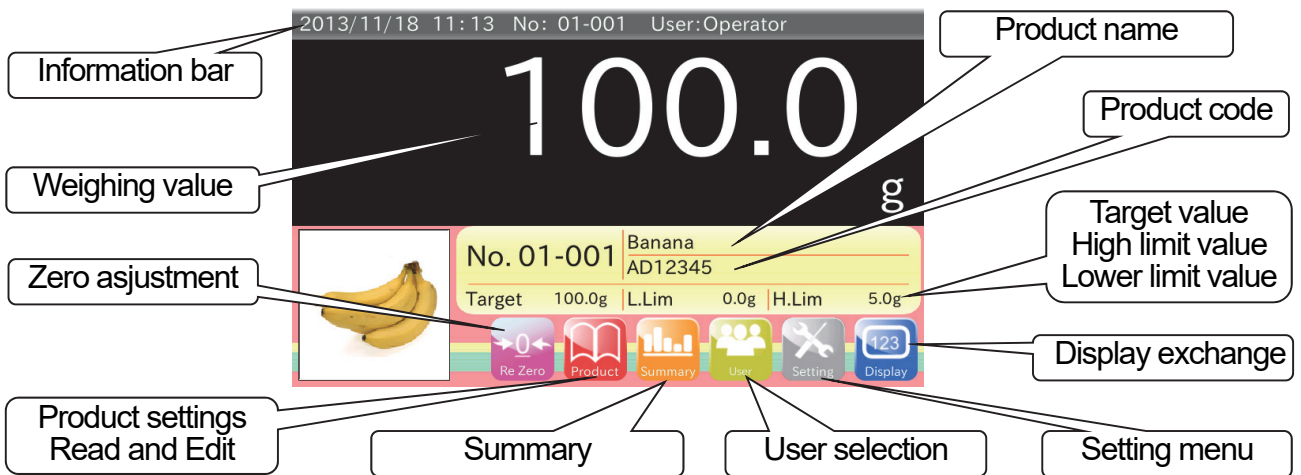 2013/11/18 11:13 No: 01-001 User:Operator
Product name
Information bar
100.0
Product code
Weighing value
g
Target value
High limit value
Lower limit value
No. 01-001
Banana
AD12345
Zero asjustment
Target 100.0g L.Lim 0.0g H.Lim 5.0g
→0←
123
Re Zero Product Summary User Setting Display
Display exchange
Product settings
Read and Edit
Summary
User selection
Setting menu